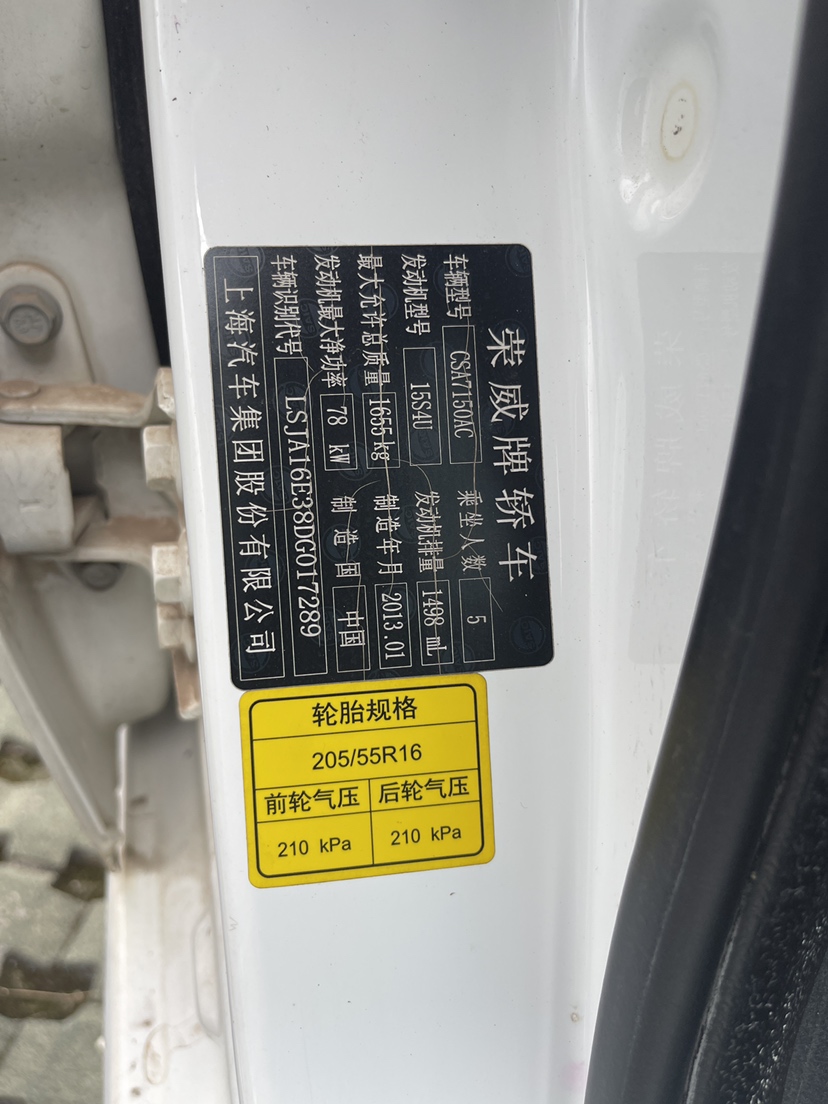 荣威牌轿车
车辆型号 CSA7150AC 乘坐人数 5
发动机型号 15S4U 发动机排量 1498 ml
最大允许总质量 1655 kg 制造年月 2013.01
发动机最大净功率 78 kW 制造国 中国
车辆识别代号 LSJA16E38DG017289
上海汽车集团股份有限公司
轮胎规格
205/55R16
前轮气压 后轮气压
210 kPa 210 kPa